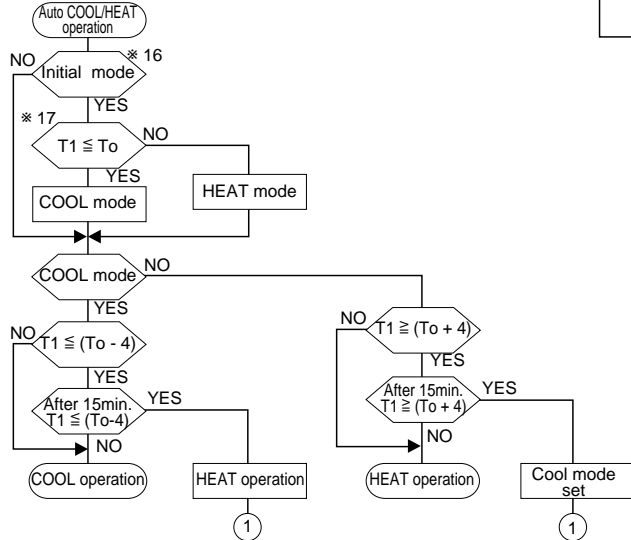 Auto COOL/HEAT
operation
※ 16
NO
Initial mode
YES
※ 17
T1 ≦ To
NO
YES
COOL mode
HEAT mode
COOL mode
NO
YES
NO
T1 ≦ (To - 4)
YES
After 15min.
T1 ≦ (To-4)
YES
NO
COOL operation
HEAT operation
1
NO
T1 ≧ (To + 4)
YES
After 15min.
T1 ≧ (To + 4)
YES
NO
HEAT operation
Cool mode
set
1